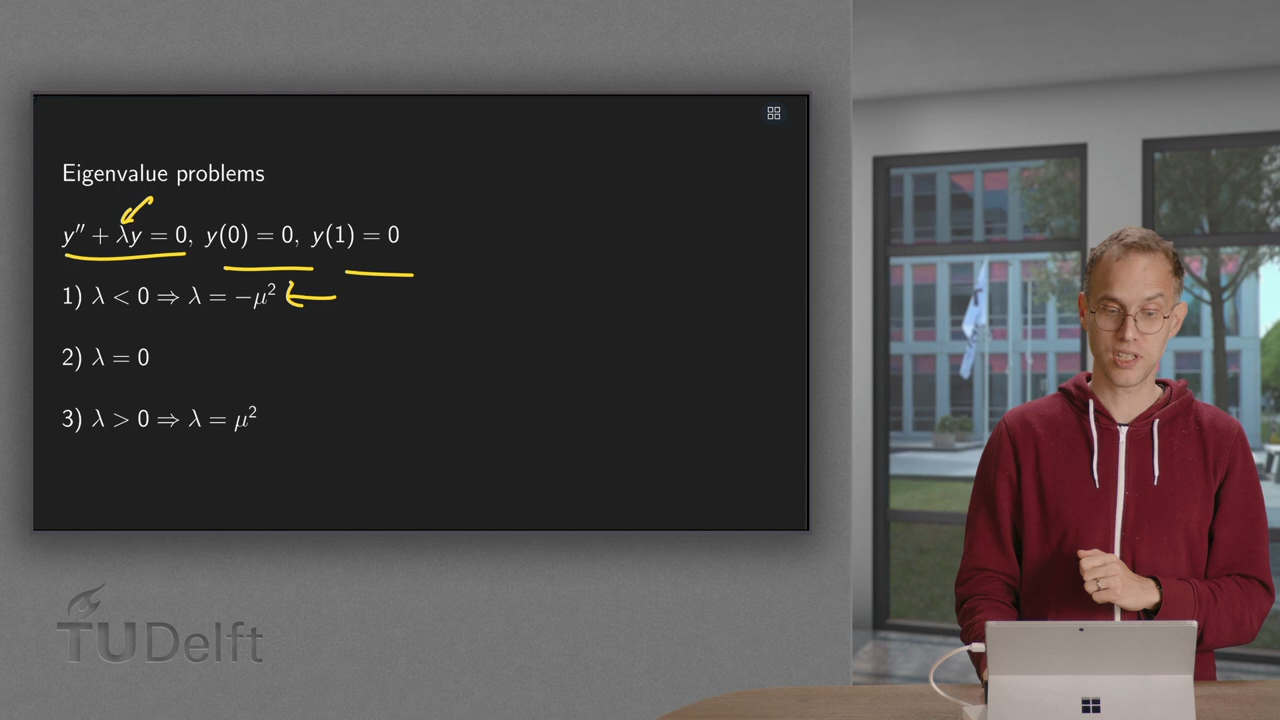 Eigenvalue problems
y″ + λy = 0, y(0) = 0, y(1) = 0
1) λ < 0 ⇒ λ = −μ²
2) λ = 0
3) λ > 0 ⇒ λ = μ²
TUDelft